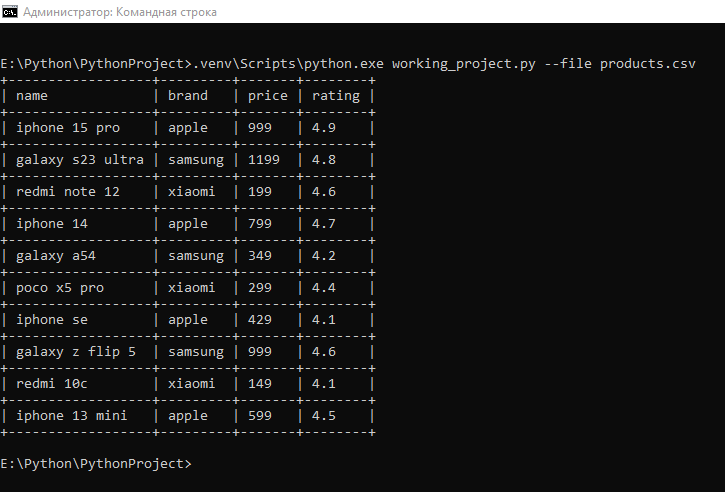 Администратор: Командная строка
E:\Python\PythonProject>.venv\Scripts\python.exe working_project.py --file products.csv
+------------------+---------+-------+--------+
| name             | brand   | price | rating |
+------------------+---------+-------+--------+
| iphone 15 pro    | apple   | 999   | 4.9    |
+------------------+---------+-------+--------+
| galaxy s23 ultra | samsung | 1199  | 4.8    |
+------------------+---------+-------+--------+
| redmi note 12    | xiaomi  | 199   | 4.6    |
+------------------+---------+-------+--------+
| iphone 14        | apple   | 799   | 4.7    |
+------------------+---------+-------+--------+
| galaxy a54       | samsung | 349   | 4.2    |
+------------------+---------+-------+--------+
| poco x5 pro      | xiaomi  | 299   | 4.4    |
+------------------+---------+-------+--------+
| iphone se        | apple   | 429   | 4.1    |
+------------------+---------+-------+--------+
| galaxy z flip 5  | samsung | 999   | 4.6    |
+------------------+---------+-------+--------+
| redmi 10c        | xiaomi  | 149   | 4.1    |
+------------------+---------+-------+--------+
| iphone 13 mini   | apple   | 599   | 4.5    |
+------------------+---------+-------+--------+
E:\Python\PythonProject>